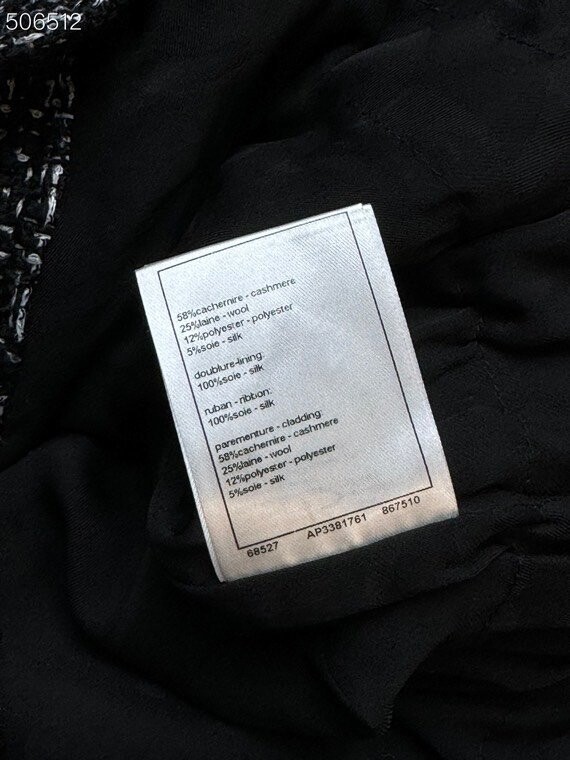 506512
58%cachemire - cashmere
25%laine - wool
12%polyester - polyester
5%soie - silk
doublure-lining:
100%soie - silk
ruban - ribbon:
100%soie - silk
parementure - cladding:
58%cachemire - cashmere
25%laine - wool
12%polyester - polyester
5%soie - silk
68527 AP3381761 867510